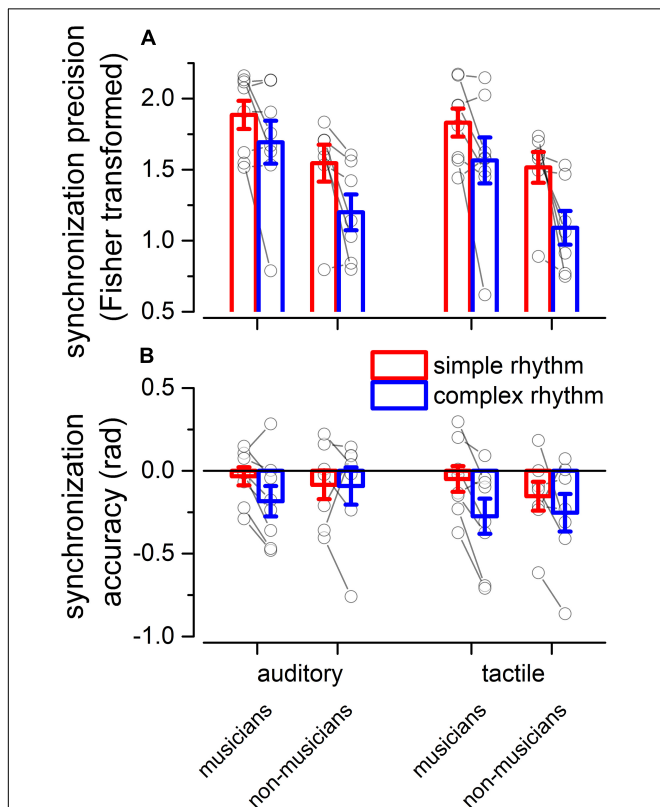 A
synchronization precision
(Fisher transformed)
2.0
1.5
1.0
0.5
B
simple rhythm
complex rhythm
synchronization
accuracy (rad)
0.5
0.0
-0.5
-1.0
auditory
tactile
musicians
non-musicians
musicians
non-musicians